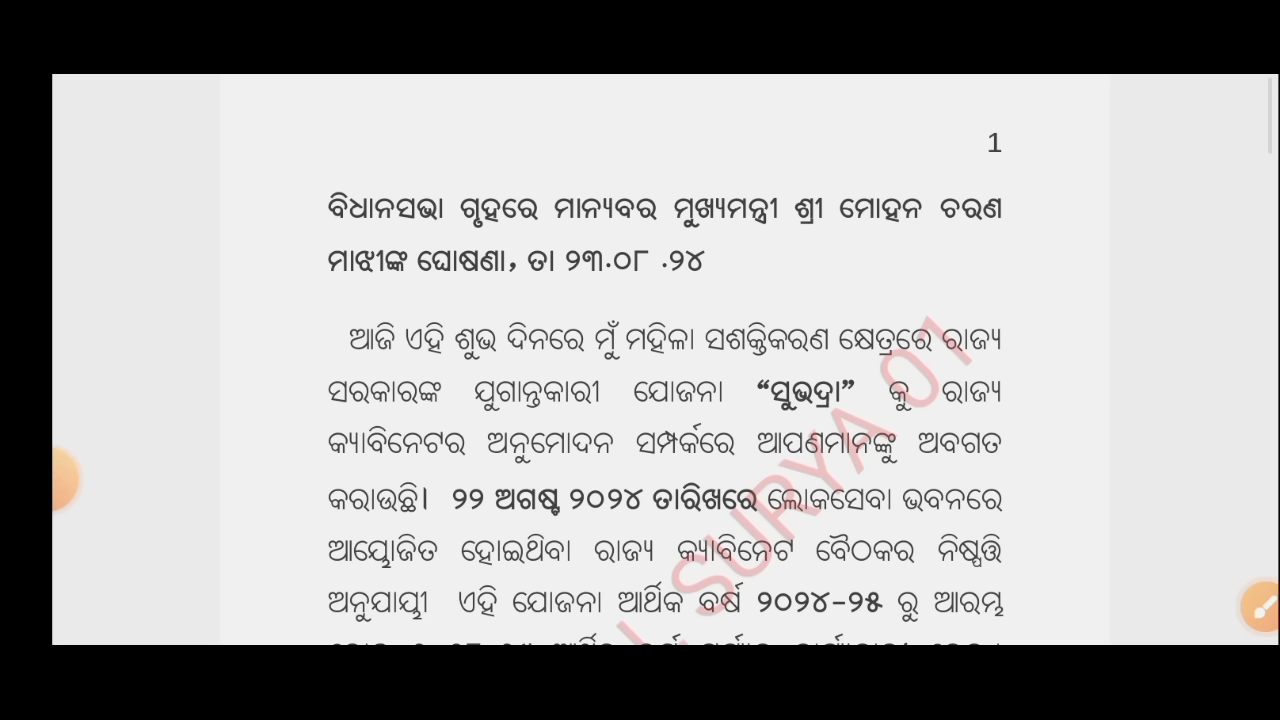 1
ବିଧାନସଭା ଗୃହରେ ମାନ୍ୟବର ମୁଖ୍ୟମନ୍ତ୍ରୀ ଶ୍ରୀ ମୋହନ ଚରଣ
ମାଝୀଙ୍କ ଘୋଷଣା, ତା ୨୩.୦୮ .୨୪
ଆଜି ଏହି ଶୁଭ ଦିନରେ ମୁଁ ମହିଳା ସଶକ୍ତିକରଣ କ୍ଷେତ୍ରରେ ରାଜ୍ୟ
ସରକାରଙ୍କ ଯୁଗାନ୍ତକାରୀ ଯୋଜନା “ସୁଭଦ୍ରା” କୁ ରାଜ୍ୟ
କ୍ୟାବିନେଟର ଅନୁମୋଦନ ସମ୍ପର୍କରେ ଆପଣମାନଙ୍କୁ ଅବଗତ
କରାଉଛି। ୨୨ ଅଗଷ୍ଟ ୨୦୨୪ ତାରିଖରେ ଲୋକସେବା ଭବନରେ
ଆୟୋଜିତ ହୋଇଥିବା ରାଜ୍ୟ କ୍ୟାବିନେଟ ବୈଠକର ନିଷ୍ପତ୍ତି
ଅନୁଯାୟୀ ଏହି ଯୋଜନା ଆର୍ଥିକ ବର୍ଷ ୨୦୨୪-୨୫ ରୁ ଆରମ୍ଭ
SURYA 01